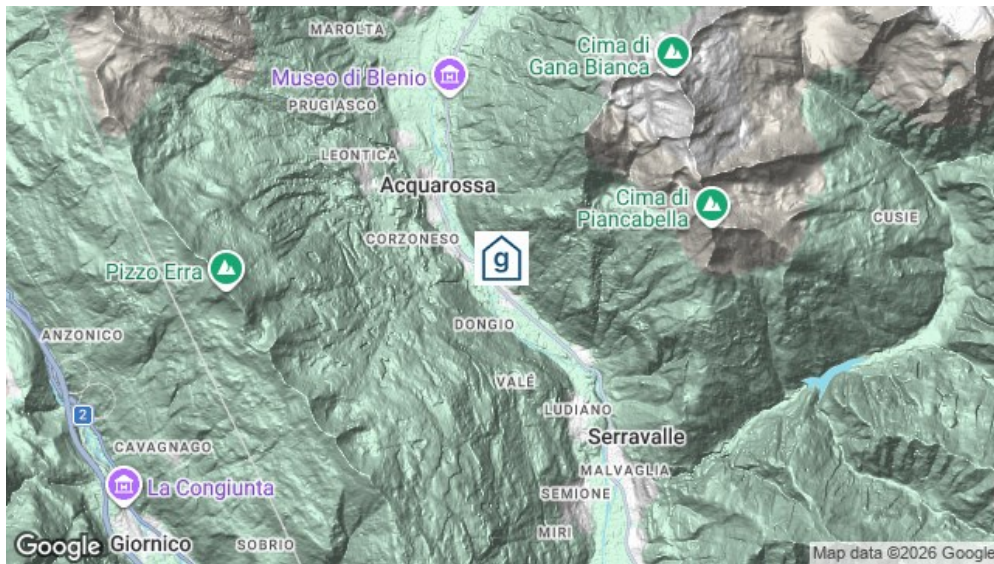 MAROLTA
Cima di
Gana Bianca
Museo di Blenio
PRUGIASCO
LEONTICA
Acquarossa
Cima di
Piancabella
CUSIE
CORZONESO
g
Pizzo Erra
DONGIO
ANZONICO
VALÉ
2
LUDIANO
Serravalle
CAVAGNAGO
MALVAGLIA
La Congiunta
SEMIONE
MIRI
Google
Giornico
SOBRIO
Map data ©2026 Google